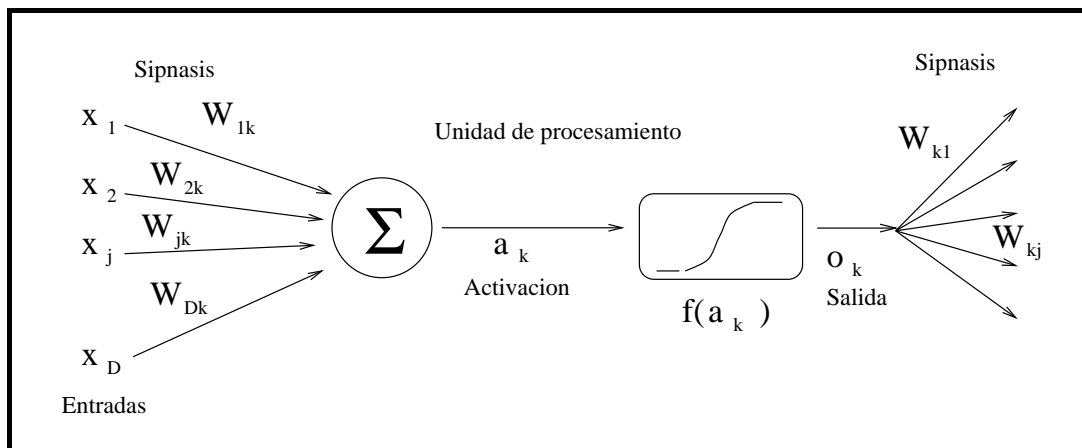 Sipnasis
Sipnasis
x 1
W 1k
Unidad de procesamiento
W k1
x 2
W 2k
x j
W jk
Σ
a k
Activacion
W kj
o k
Salida
W Dk
f(a k )
x D
Entradas